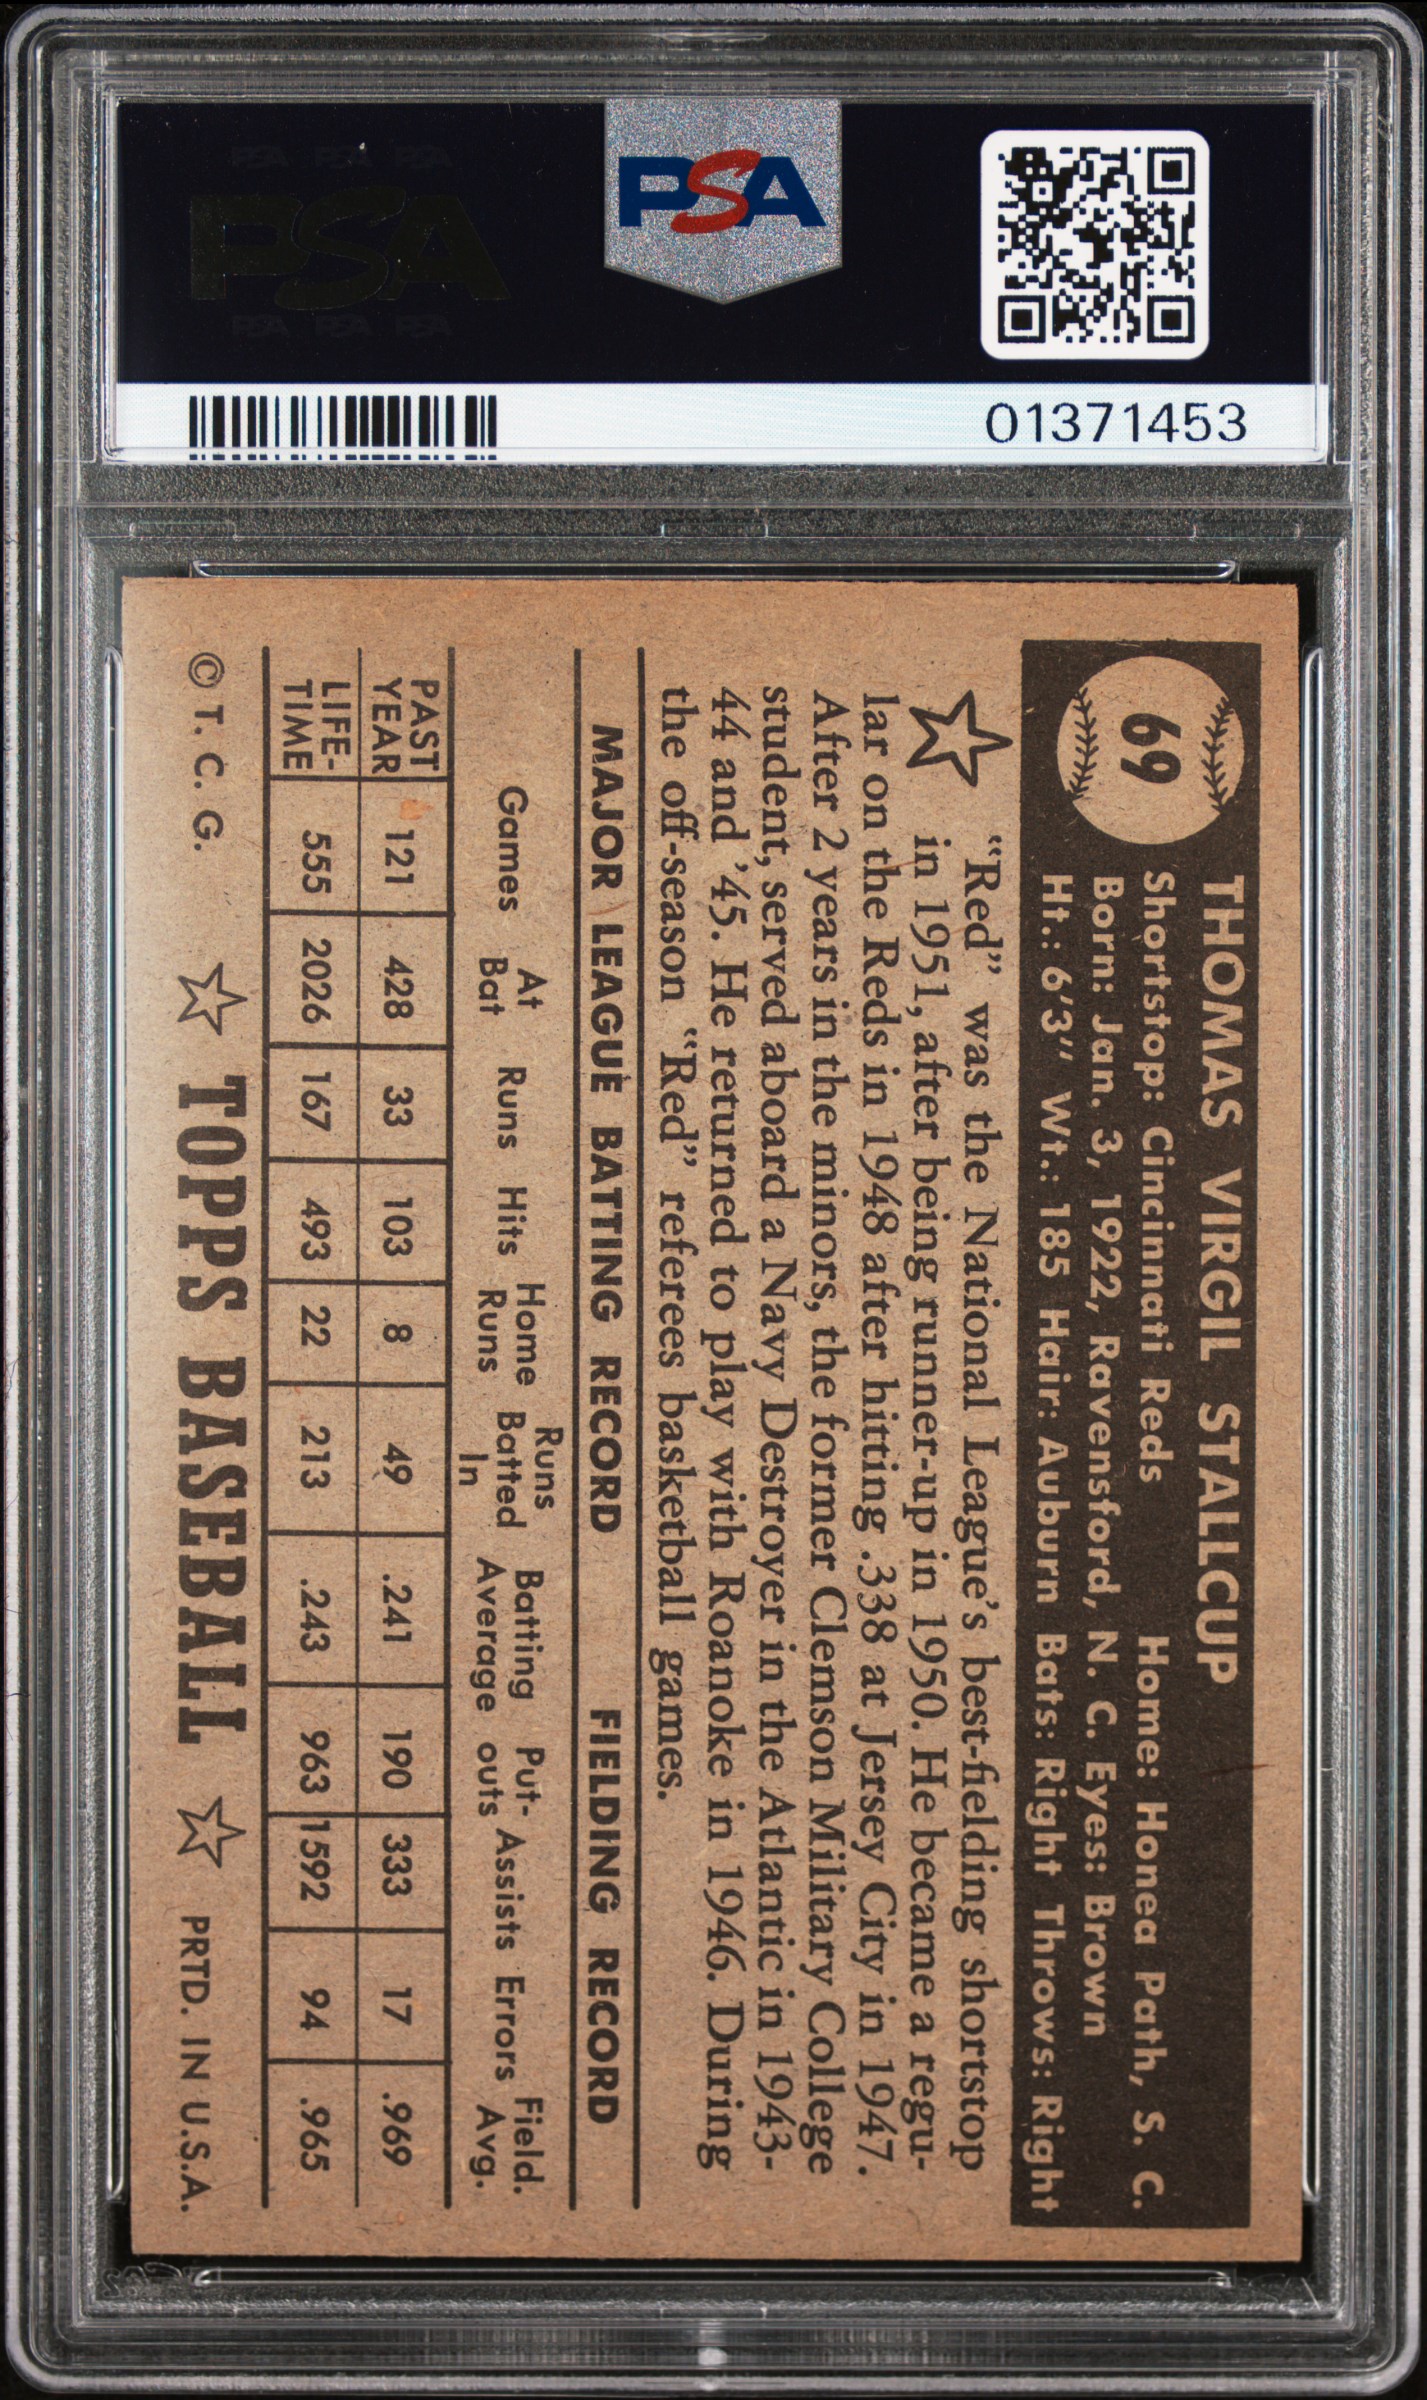 PSA PSA PSA
PSA
PSA PSA PSA
PSA
01371453
69
THOMAS VIRGIL STALLCUP
Shortstop: Cincinnati Reds Home: Honea Path, S. C.
Born: Jan. 3, 1922, Ravensford, N. C. Eyes: Brown
Ht.: 6'3" Wt.: 185 Hair: Auburn Bats: Right Throws: Right
"Red" was the National League's best-fielding shortstop
in 1951, after being runner-up in 1950. He became a regu-
lar on the Reds in 1948 after hitting .338 at Jersey City in 1947.
After 2 years in the minors, the former Clemson Military College
student, served aboard a Navy Destroyer in the Atlantic in 1943-
44 and '45. He returned to play with Roanoke in 1946. During
the off-season "Red" referees basketball games.
MAJOR LEAGUE BATTING RECORD FIELDING RECORD
Games At Bat Runs Hits Home Runs Runs Batted In Batting Average Put-outs Assists Errors Field. Avg.
PAST YEAR 121 428 33 103 8 49 .241 190 333 17 .969
LIFE-TIME 555 2026 167 493 22 213 .243 963 1592 94 .965
© T. C. G. ☆ TOPPS BASEBALL ☆ PRTD. IN U.S.A.